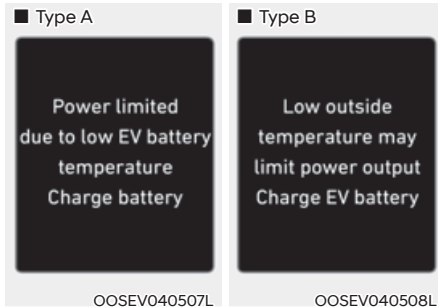 ■ Type A
Power limited
due to low EV battery
temperature
Charge battery
OOSEV040507L
■ Type B
Low outside
temperature may
limit power output
Charge EV battery
OOSEV040508L